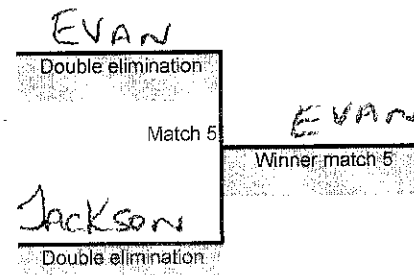 EVAN
Double elimination
Match 5
EVAN
Winner match 5
Jackson
Double elimination